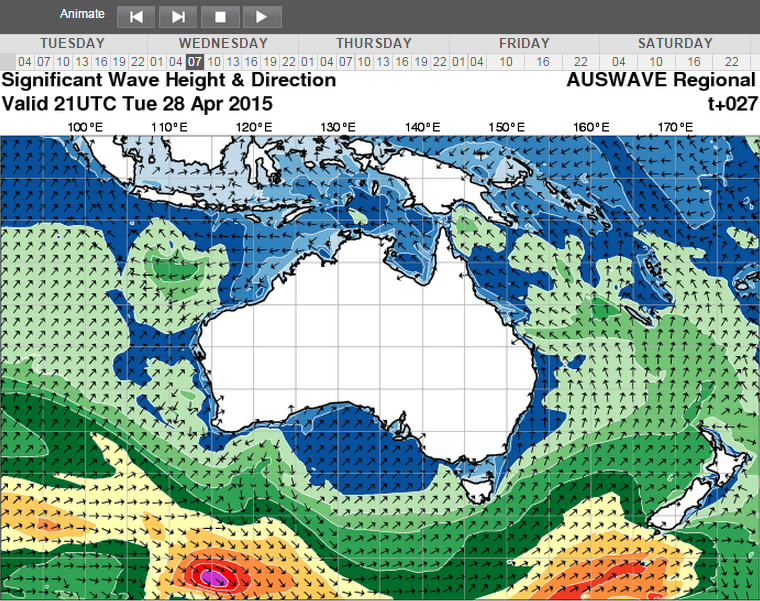 Animate
TUESDAY WEDNESDAY THURSDAY FRIDAY SATURDAY
04 07 10 13 16 19 22 01 04 07 10 13 16 19 22 01 04 07 10 13 16 19 22 01 04 10 16 22 04 10 16 22
Significant Wave Height & Direction AUSWAVE Regional
Valid 21UTC Tue 28 Apr 2015 t+027
100°E 110°E 120°E 130°E 140°E 150°E 160°E 170°E